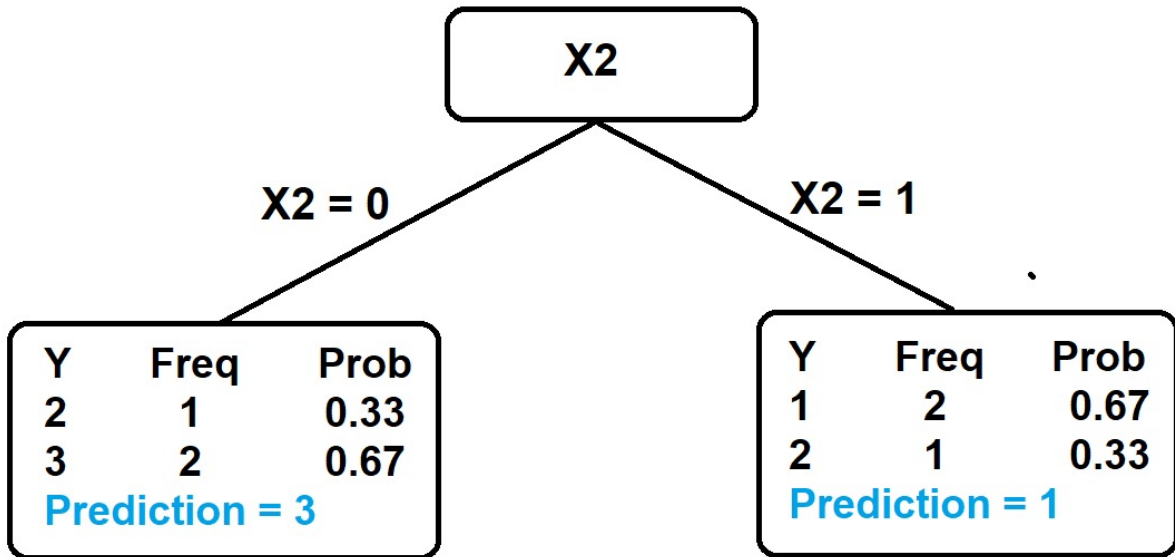 X2
X2 = 0
X2 = 1
Y Freq Prob
2 1 0.33
3 2 0.67
Prediction = 3
Y Freq Prob
1 2 0.67
2 1 0.33
Prediction = 1